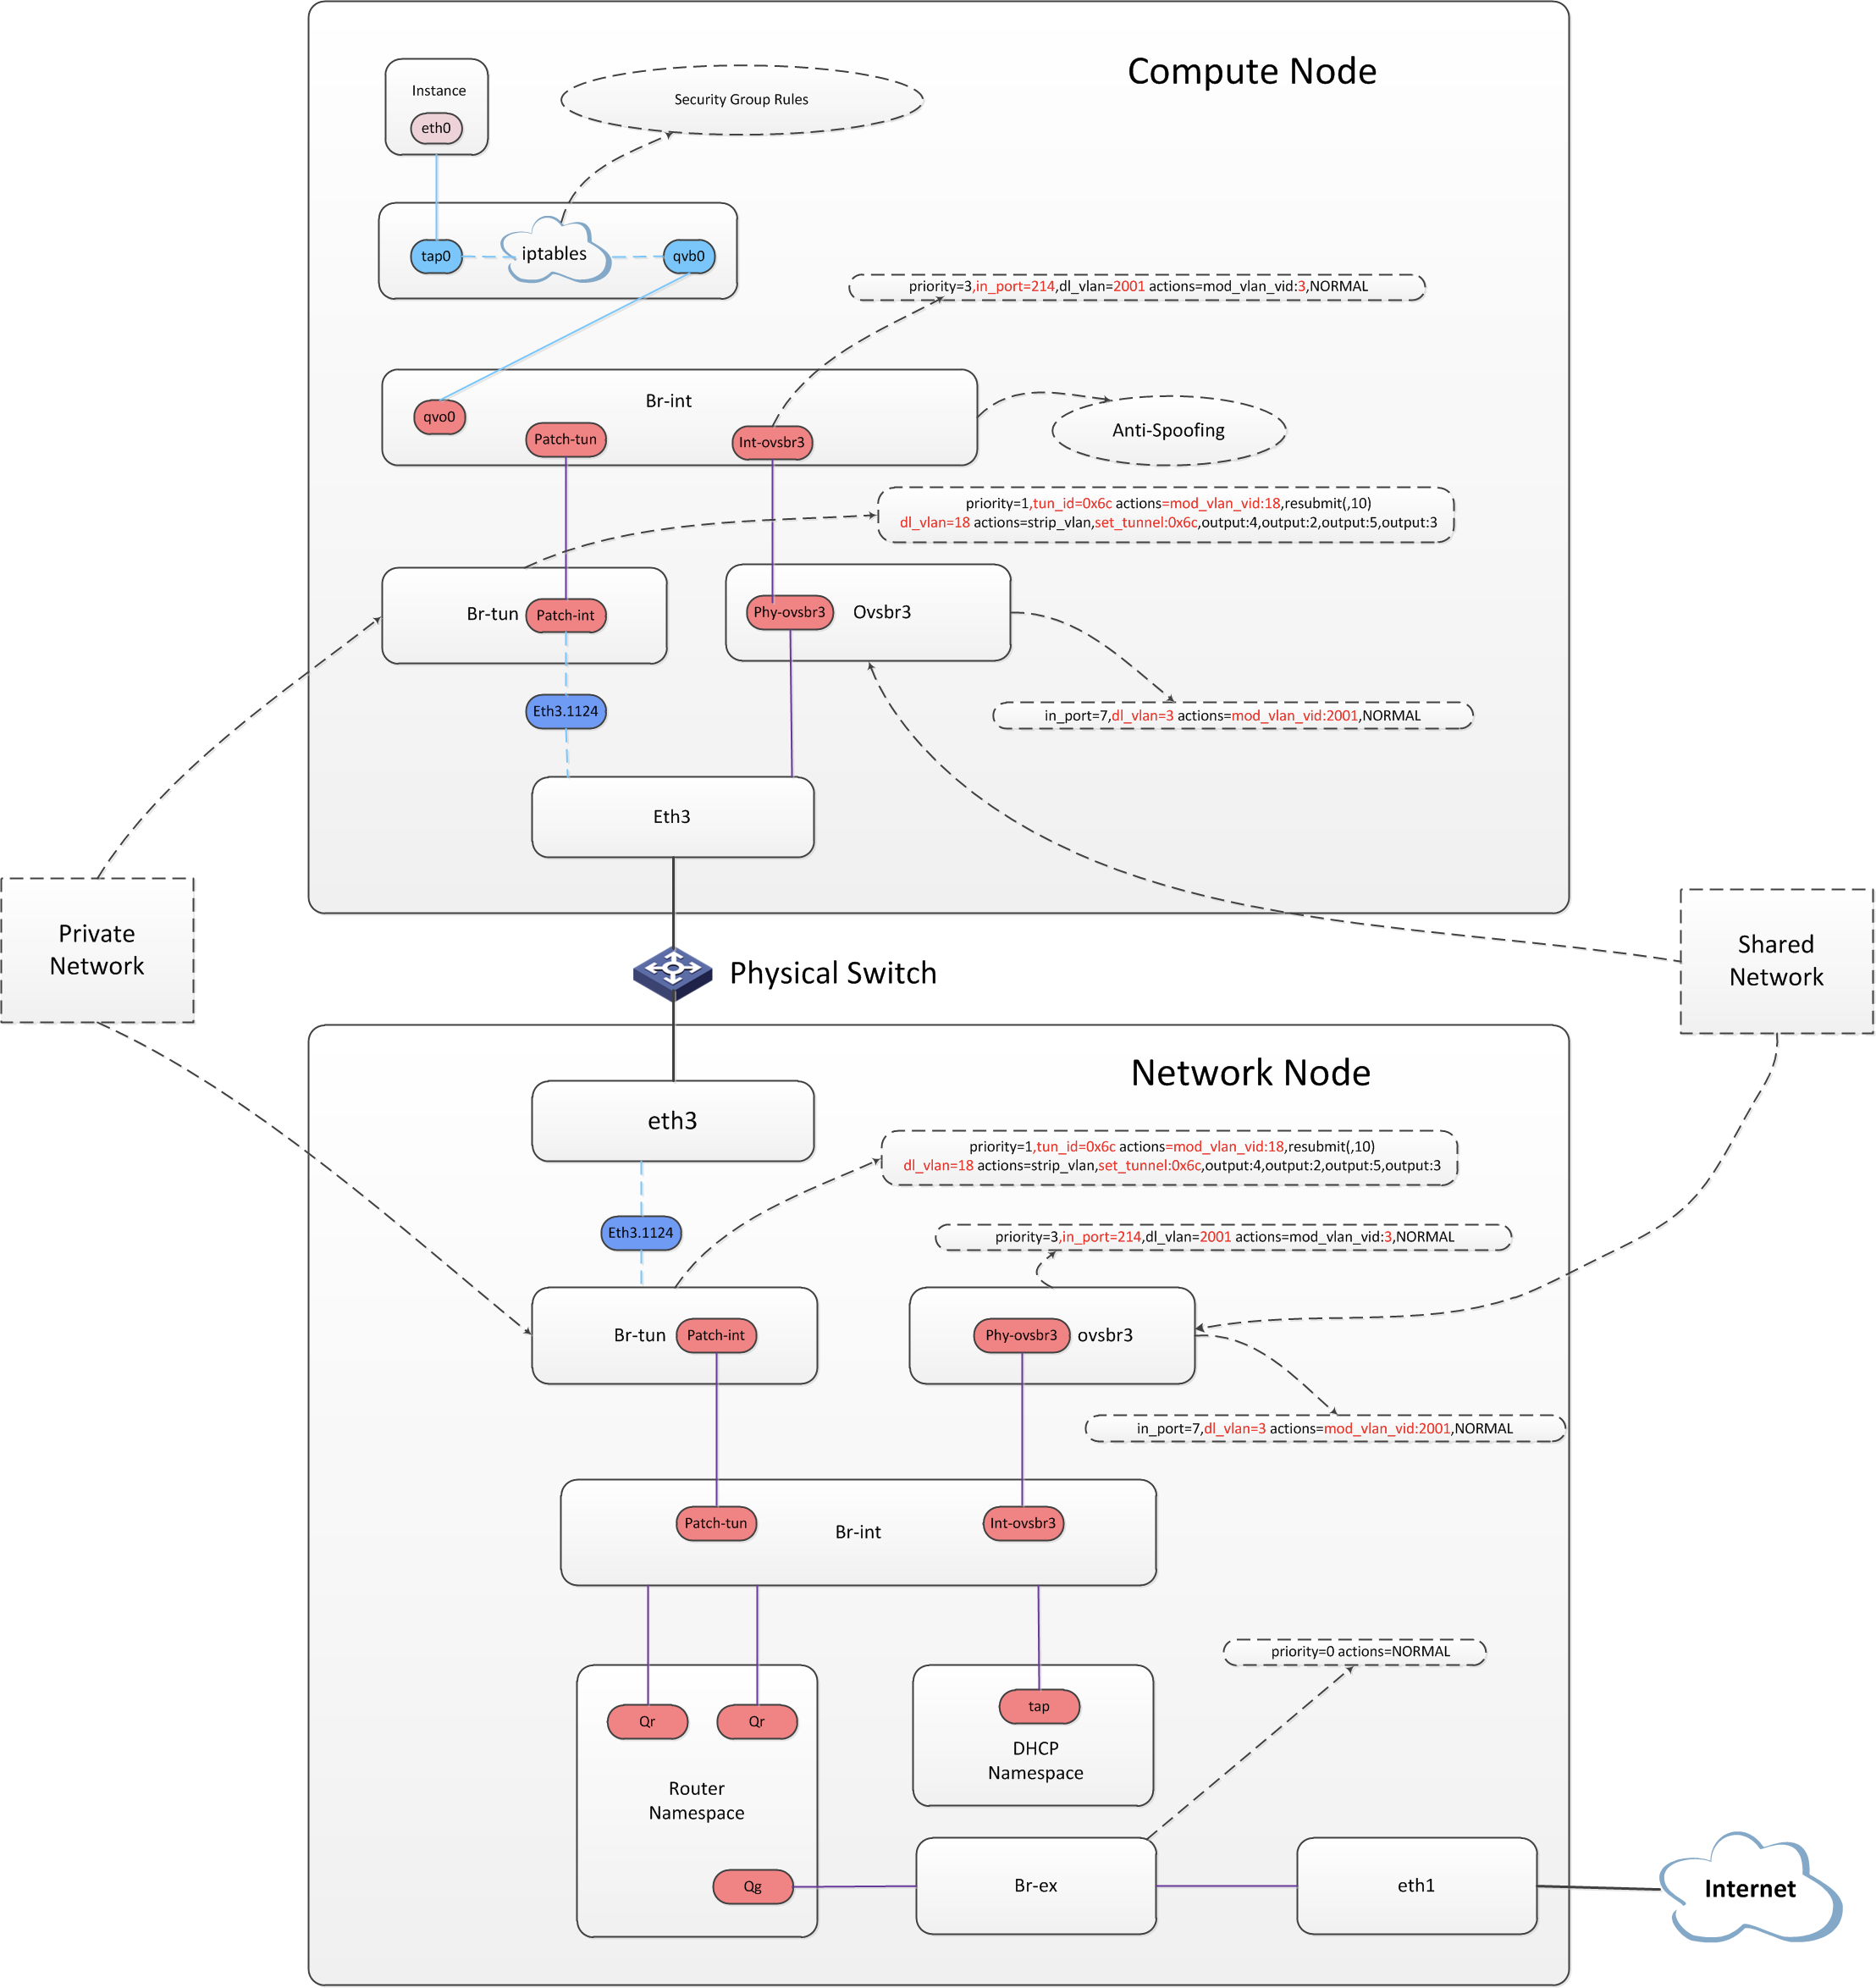 Compute Node
Instance
eth0
Security Group Rules
tap0
iptables
qvb0
priority=3,in_port=214,dl_vlan=2001 actions=mod_vlan_vid:3,NORMAL
Br-int
qvo0
Patch-tun
Int-ovsbr3
Anti-Spoofing
priority=1,tun_id=0x6c actions=mod_vlan_vid:18,resubmit(,10)
dl_vlan=18 actions=strip_vlan,set_tunnel:0x6c,output:4,output:2,output:5,output:3
Br-tun
Patch-int
Phy-ovsbr3
Ovsbr3
Eth3.1124
in_port=7,dl_vlan=3 actions=mod_vlan_vid:2001,NORMAL
Eth3
Private
Network
Physical Switch
Shared
Network
Network Node
eth3
priority=1,tun_id=0x6c actions=mod_vlan_vid:18,resubmit(,10)
dl_vlan=18 actions=strip_vlan,set_tunnel:0x6c,output:4,output:2,output:5,output:3
Eth3.1124
priority=3,in_port=214,dl_vlan=2001 actions=mod_vlan_vid:3,NORMAL
Br-tun
Patch-int
Phy-ovsbr3
ovsbr3
in_port=7,dl_vlan=3 actions=mod_vlan_vid:2001,NORMAL
Patch-tun
Br-int
Int-ovsbr3
priority=0 actions=NORMAL
Qr
Qr
tap
DHCP
Namespace
Router
Namespace
Qg
Br-ex
eth1
Internet